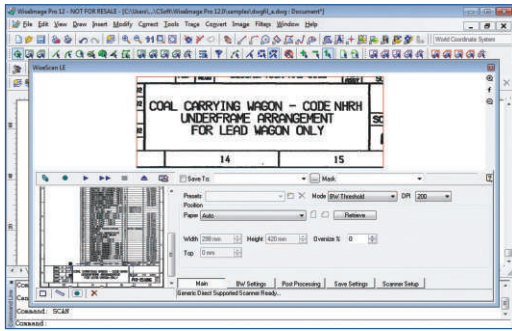 WiseImage Pro 12 - NOT FOR RESALE - [C:\Users\...\CSoft\WiseImage Pro 12.0\samples\dwgfil_a.dwg - Document*]
File Edit View Draw Insert Modify Correct Tools Trace Convert Image Filters Window Help
World Coordinate System
WiseScan LE
COAL CARRYING WAGON - CODE NHRH
UNDERFRAME ARRANGEMENT
FOR LEAD WAGON ONLY
14 15
Save To: Mask
Presets Mode BW Threshold DPI 200
Position
Paper Auto Retrieve
Width 298 mm Height 420 mm Oversize % 0
Top 0 mm
Main BW Settings Post Processing Save Settings Scanner Setup
Generic Direct Supported Scanner Ready...
Command: SCAN
Command: